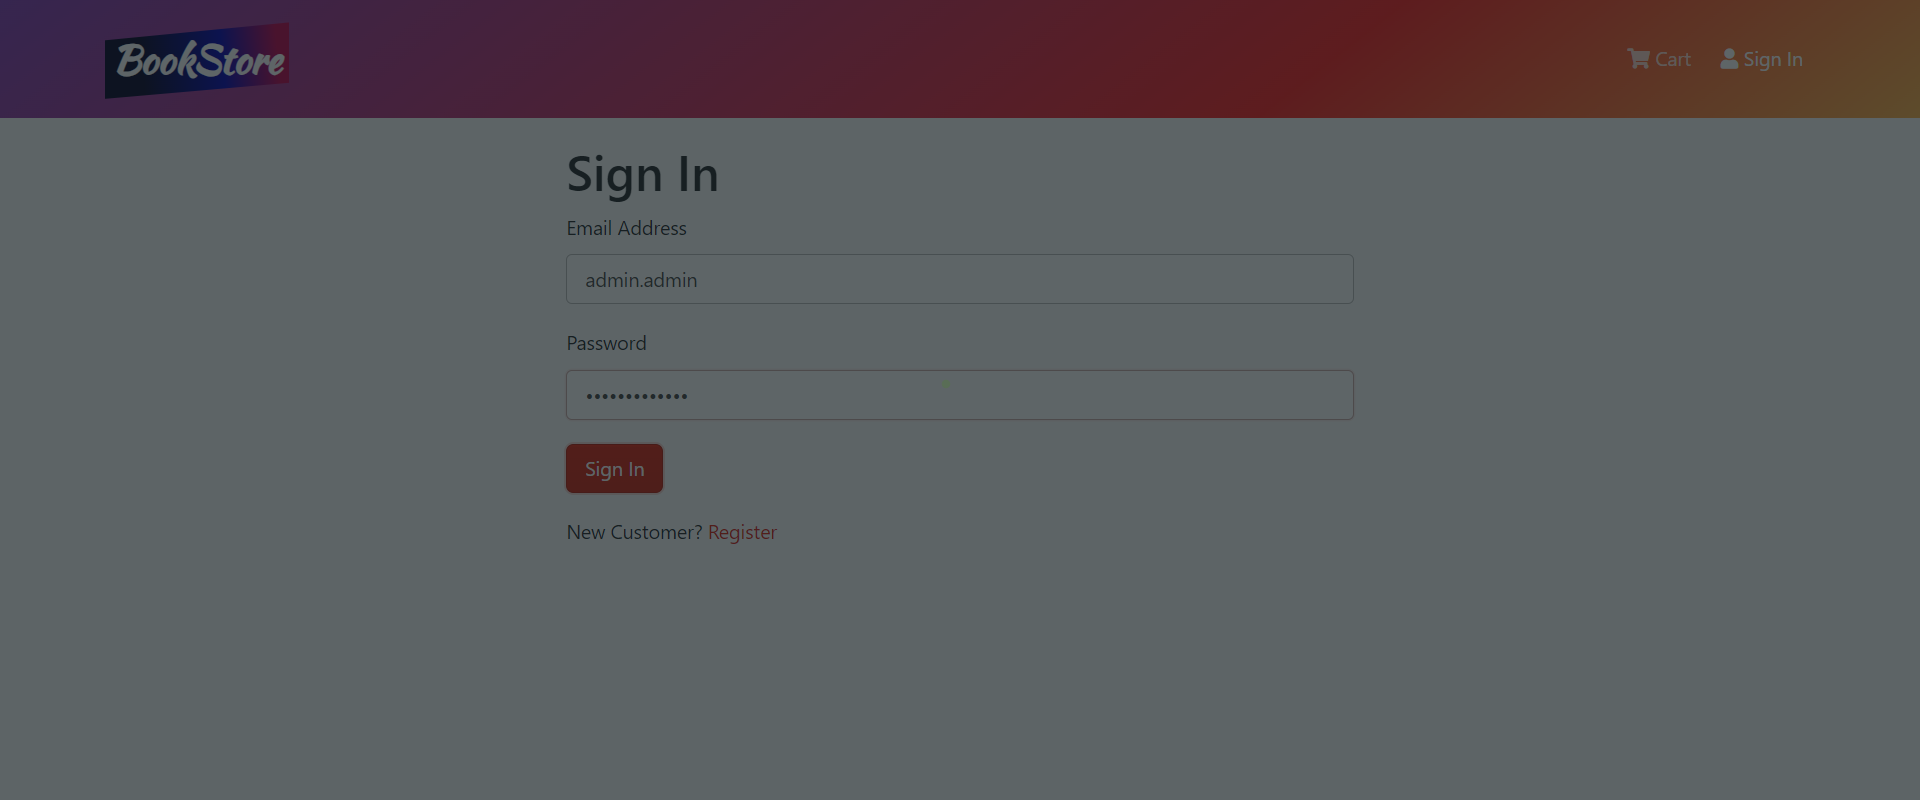 BookStore
Cart
Sign In
Sign In
Email Address
admin.admin
Password
•••••••••••••
Sign In
New Customer? Register